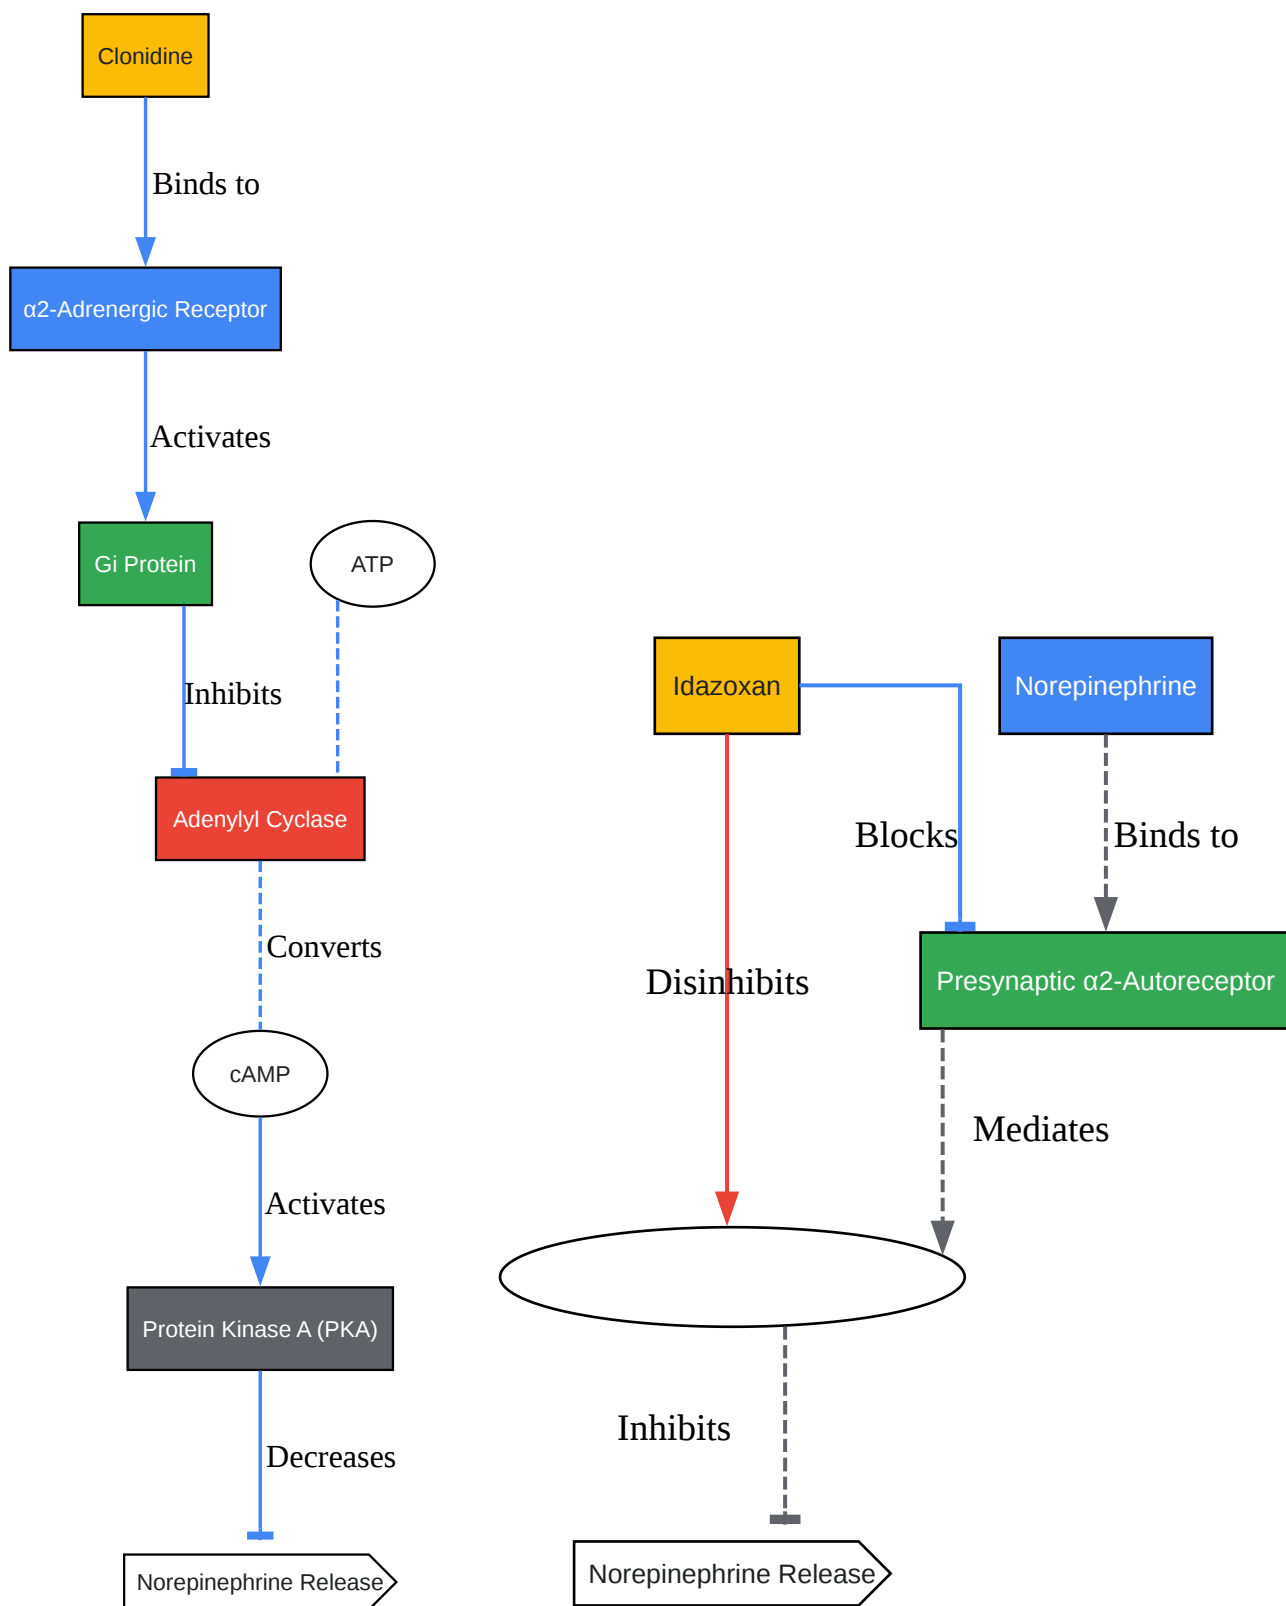 Clonidine
Binds to
α2-Adrenergic Receptor
Activates
Gi Protein
ATP
Inhibits
Adenylyl Cyclase
Converts
cAMP
Activates
Protein Kinase A (PKA)
Decreases
Norepinephrine Release
Idazoxan
Norepinephrine
Blocks
Binds to
Disinhibits
Presynaptic α2-Autoreceptor
Mediates
Inhibits
Norepinephrine Release